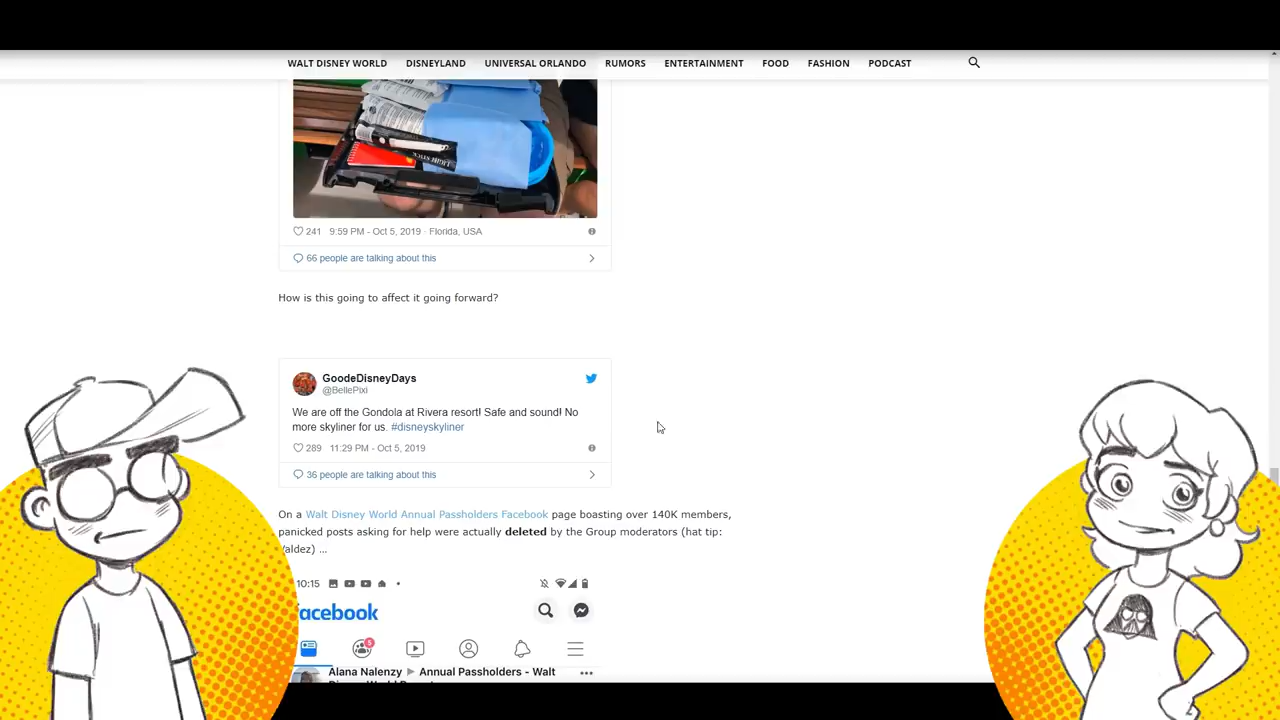 WALT DISNEY WORLD DISNEYLAND UNIVERSAL ORLANDO RUMORS ENTERTAINMENT FOOD FASHION PODCAST
LIGHT STICK
241 9:59 PM - Oct 5, 2019 · Florida, USA
66 people are talking about this
How is this going to affect it going forward?
GoodeDisneyDays
@BellePixi
We are off the Gondola at Rivera resort! Safe and sound! No
more skyliner for us. #disneyskyliner
289 11:29 PM - Oct 5, 2019
36 people are talking about this
On a Walt Disney World Annual Passholders Facebook page boasting over 140K members,
panicked posts asking for help were actually deleted by the Group moderators (hat tip:
Valdez) ...
10:15
facebook
5
Alana Nalenzy ▶ Annual Passholders - Walt